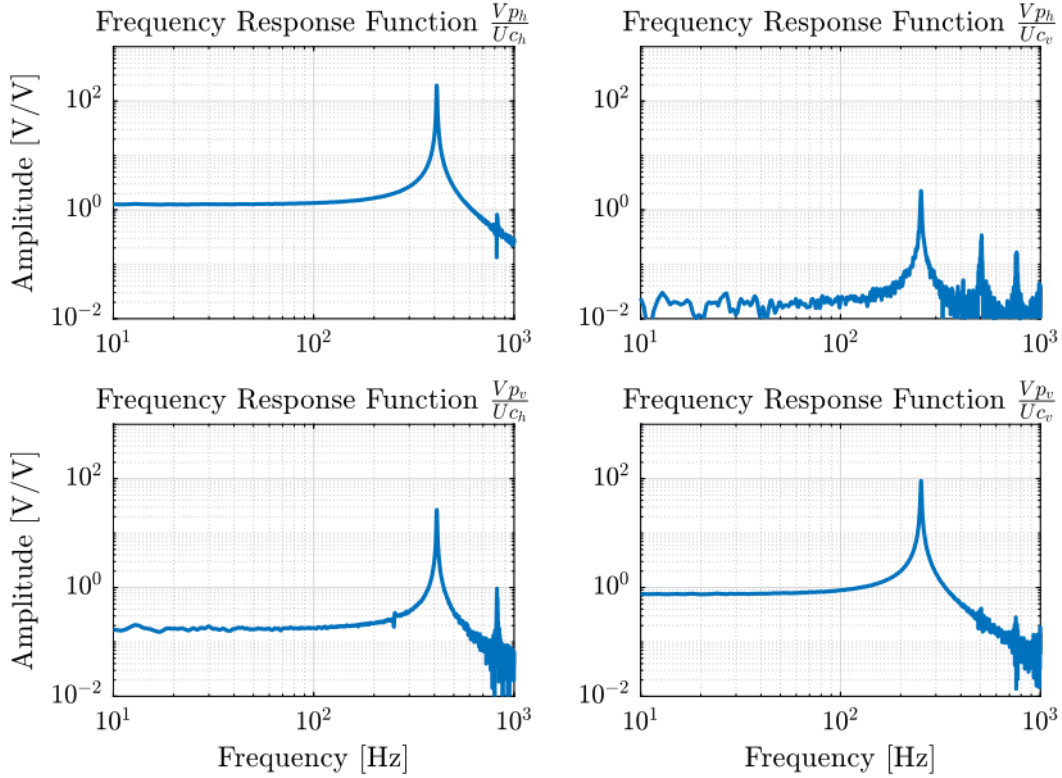 Frequency Response Function Vp_h/Uc_h
Amplitude [V/V]
10^2
10^0
10^-2
10^1 10^2 10^3
Frequency Response Function Vp_h/Uc_v
10^2
10^0
10^-2
10^1 10^2 10^3
Frequency Response Function Vp_v/Uc_h
Amplitude [V/V]
10^2
10^0
10^-2
10^1 10^2 10^3
Frequency [Hz]
Frequency Response Function Vp_v/Uc_v
10^2
10^0
10^-2
10^1 10^2 10^3
Frequency [Hz]